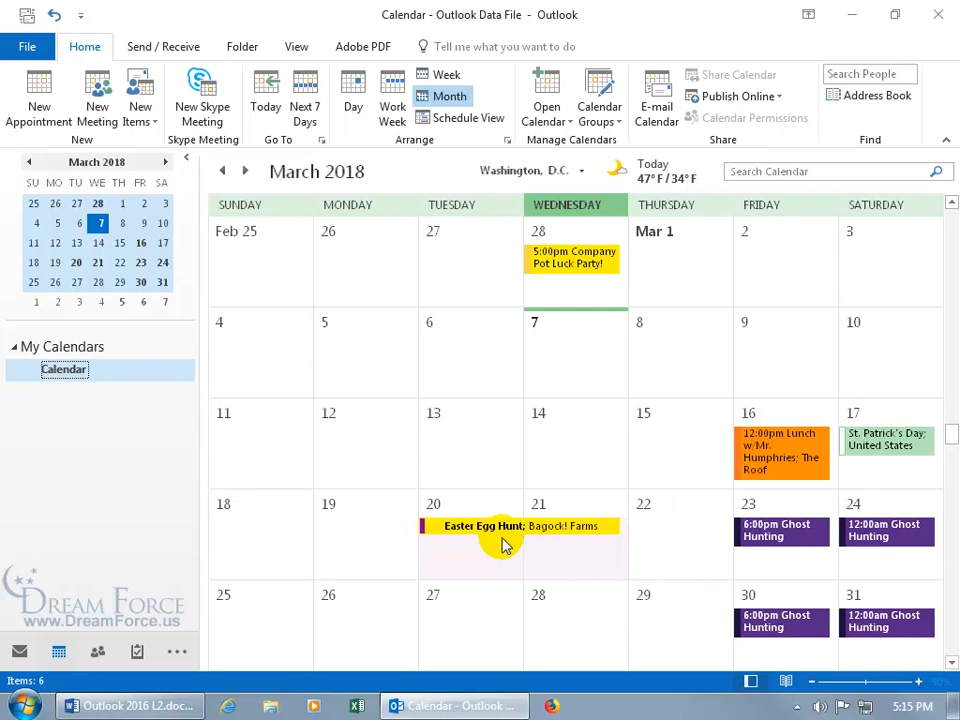 Calendar - Outlook Data File - Outlook
File Home Send / Receive Folder View Adobe PDF Tell me what you want to do
New Appointment
New Meeting
New Items
New
New Skype Meeting
Skype Meeting
Today
Next 7 Days
Go To
Day
Work Week
Week
Month
Schedule View
Arrange
Open Calendar
Calendar Groups
Manage Calendars
E-mail Calendar
Share Calendar
Publish Online
Calendar Permissions
Share
Search People
Address Book
Find
March 2018
SU MO TU WE TH FR SA
25 26 27 28 1 2 3
4 5 6 7 8 9 10
11 12 13 14 15 16 17
18 19 20 21 22 23 24
25 26 27 28 29 30 31
1 2 3 4 5 6 7
My Calendars
Calendar
March 2018
Washington, D.C.
Today
47° F / 34° F
Search Calendar
SUNDAY MONDAY TUESDAY WEDNESDAY THURSDAY FRIDAY SATURDAY
Feb 25 26 27 28 Mar 1 2 3
5:00pm Company
Pot Luck Party!
4 5 6 7 8 9 10
11 12 13 14 15 16 17
12:00pm Lunch
w/Mr.
Humphries; The
Roof
St. Patrick's Day;
United States
18 19 20 21 22 23 24
Easter Egg Hunt; Bagock! Farms
6:00pm Ghost
Hunting
12:00am Ghost
Hunting
25 26 27 28 29 30 31
6:00pm Ghost
Hunting
12:00am Ghost
Hunting
DREAM FORCE
www.DreamForce.us
Items: 6
90%
Outlook 2016 L2.doc...
Calendar - Outlook ...
5:15 PM